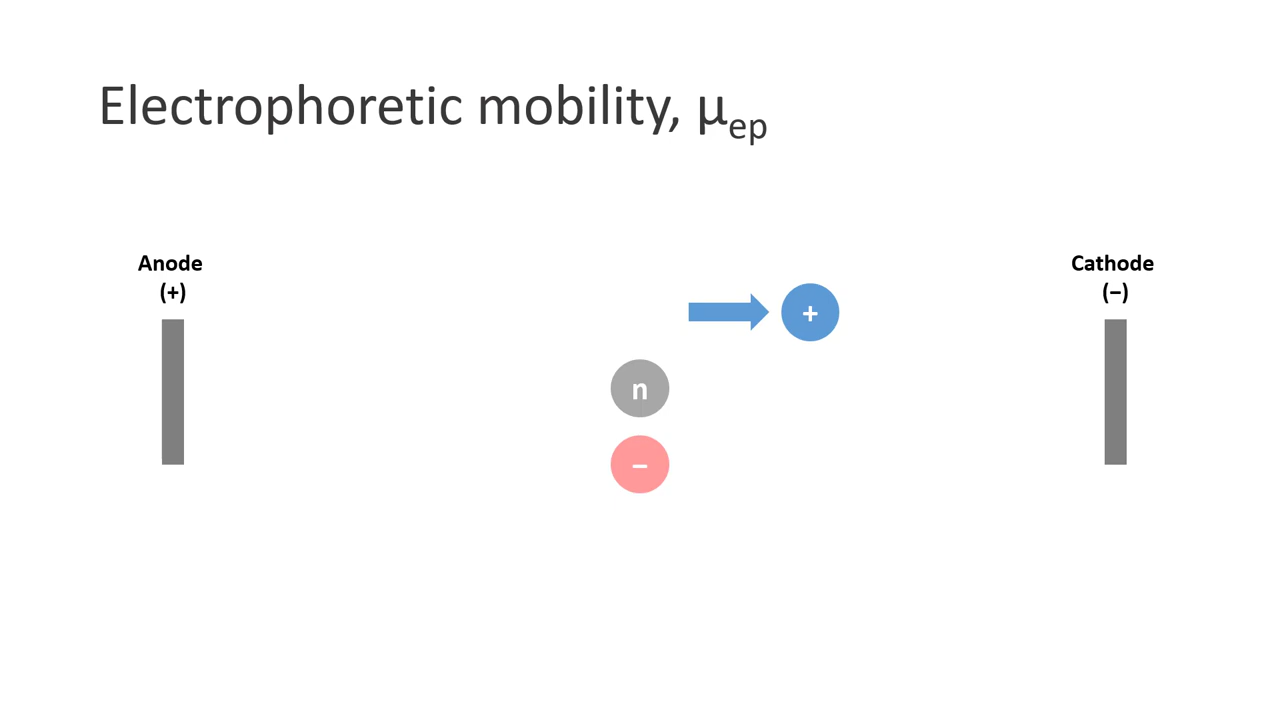 Electrophoretic mobility, μep
Anode
(+)
Cathode
(−)
+
n
−